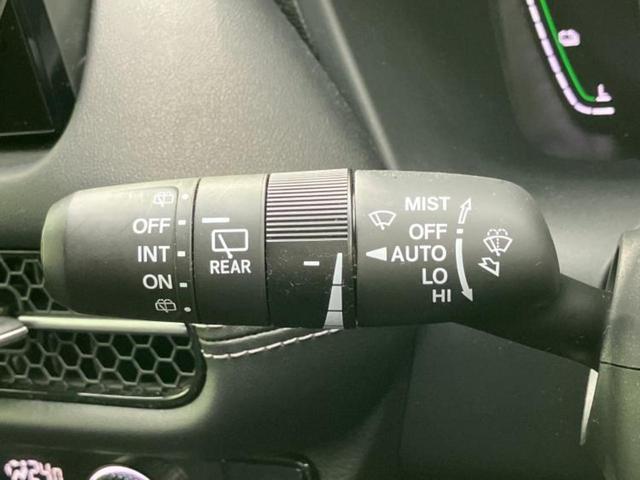 OFF
INT
ON
REAR
MIST
OFF
AUTO
LO
HI